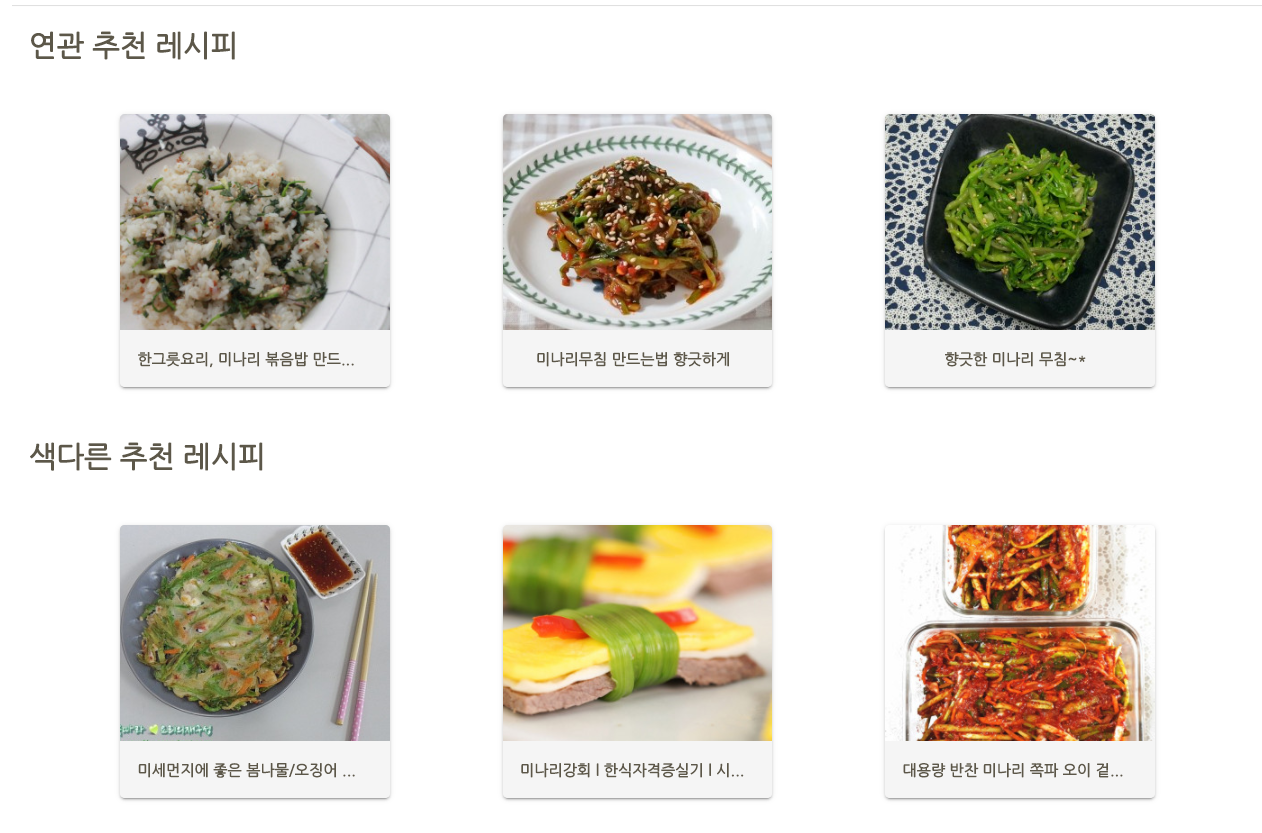 연관 추천 레시피
한그릇요리, 미나리 볶음밥 만드...
미나리무침 만드는법 향긋하게
향긋한 미나리 무침~*
색다른 추천 레시피
미세먼지에 좋은 봄나물/오징어 ...
미나리강회 l 한식자격증실기 l 시...
대용량 반찬 미나리 쪽파 오이 겉...